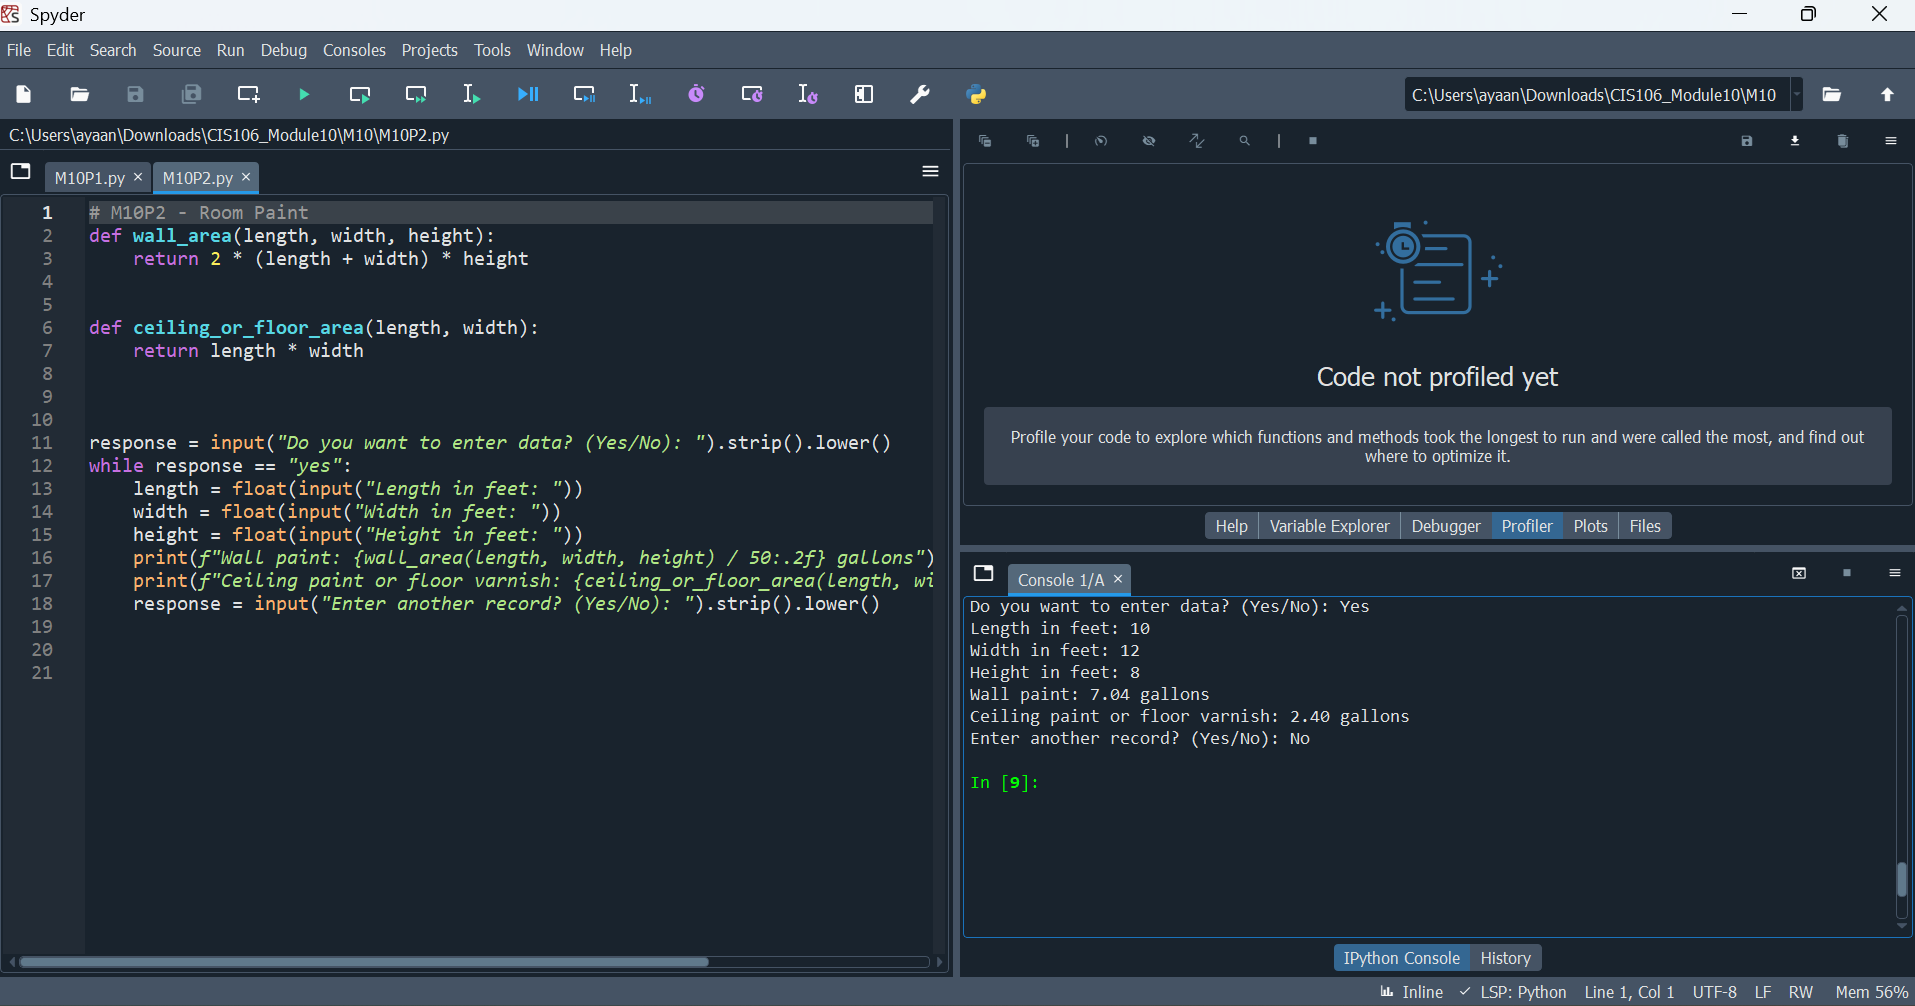 Spyder
File Edit Search Source Run Debug Consoles Projects Tools Window Help
C:\Users\ayaan\Downloads\CIS106_Module10\M10
C:\Users\ayaan\Downloads\CIS106_Module10\M10\M10P2.py
M10P1.py M10P2.py
1 # M10P2 - Room Paint
2 def wall_area(length, width, height):
3     return 2 * (length + width) * height
4
5
6 def ceiling_or_floor_area(length, width):
7     return length * width
8
9
10
11 response = input("Do you want to enter data? (Yes/No): ").strip().lower()
12 while response == "yes":
13     length = float(input("Length in feet: "))
14     width = float(input("Width in feet: "))
15     height = float(input("Height in feet: "))
16     print(f"Wall paint: {wall_area(length, width, height) / 50:.2f} gallons")
17     print(f"Ceiling paint or floor varnish: {ceiling_or_floor_area(length, wi
18     response = input("Enter another record? (Yes/No): ").strip().lower()
19
20
21
Code not profiled yet
Profile your code to explore which functions and methods took the longest to run and were called the most, and find out
where to optimize it.
Help Variable Explorer Debugger Profiler Plots Files
Console 1/A
Do you want to enter data? (Yes/No): Yes
Length in feet: 10
Width in feet: 12
Height in feet: 8
Wall paint: 7.04 gallons
Ceiling paint or floor varnish: 2.40 gallons
Enter another record? (Yes/No): No
In [9]:
IPython Console History
Inline LSP: Python Line 1, Col 1 UTF-8 LF RW Mem 56%